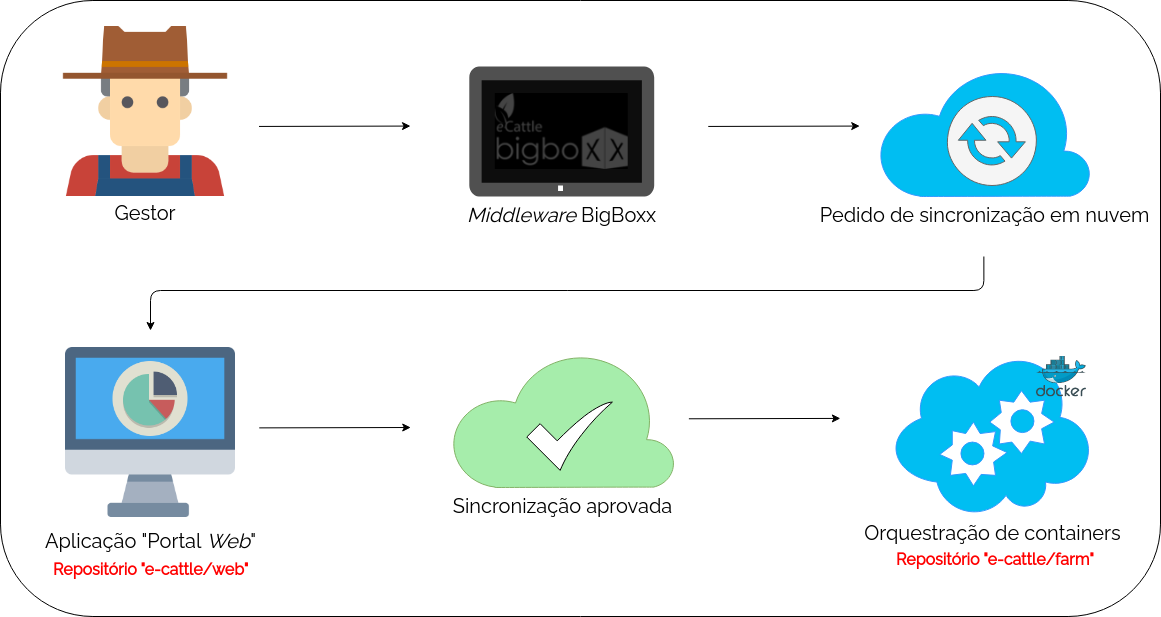 eCattle
bigboxx
Gestor
Middleware BigBoxx
Pedido de sincronização em nuvem
docker
Aplicação "Portal Web"
Repositório "e-cattle/web"
Sincronização aprovada
Orquestração de containers
Repositório "e-cattle/farm"